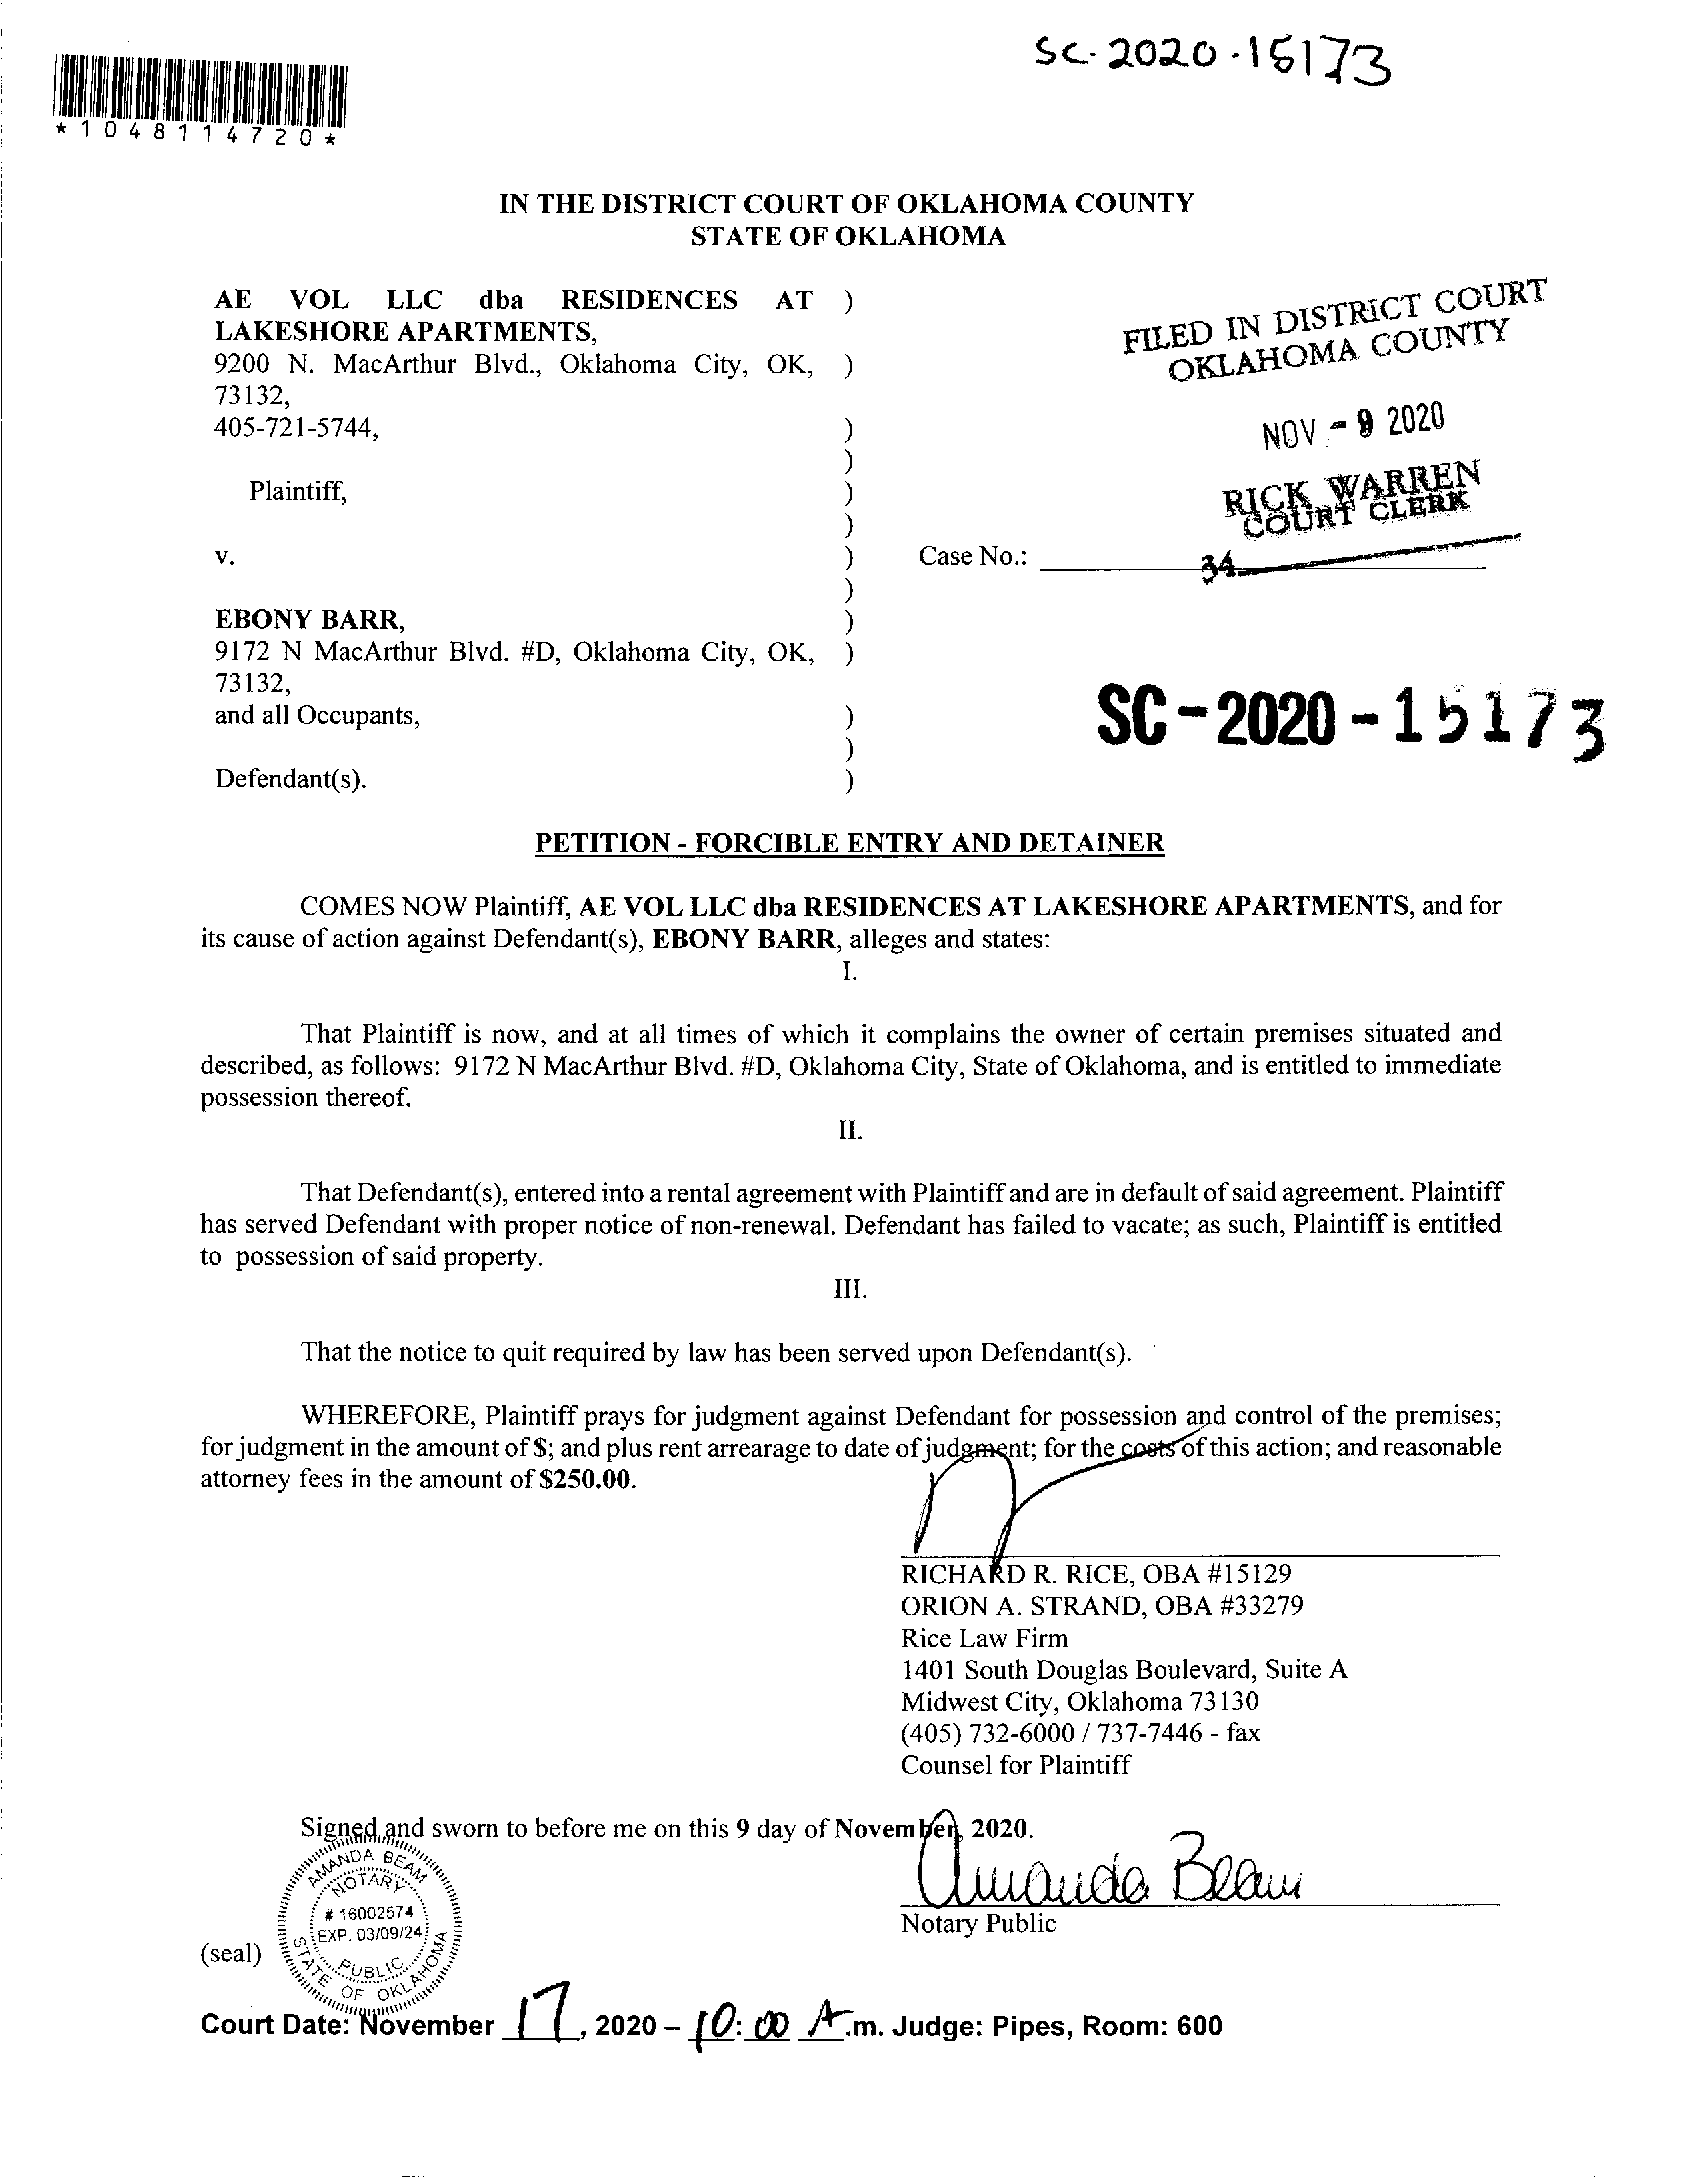 SC-2020-15173
*1048114720*
IN THE DISTRICT COURT OF OKLAHOMA COUNTY
STATE OF OKLAHOMA
AE VOL LLC dba RESIDENCES AT )
LAKESHORE APARTMENTS,
9200 N. MacArthur Blvd., Oklahoma City, OK, )
73132,
405-721-5744, )
)
Plaintiff, )
)
v. )
)
EBONY BARR, )
9172 N MacArthur Blvd. #D, Oklahoma City, OK, )
73132,
and all Occupants, )
)
Defendant(s). )
FILED IN DISTRICT COURT
OKLAHOMA COUNTY
NOV - 9 2020
RICK WARREN
COURT CLERK
Case No.:
34
SC-2020-15173
PETITION - FORCIBLE ENTRY AND DETAINER
COMES NOW Plaintiff, AE VOL LLC dba RESIDENCES AT LAKESHORE APARTMENTS, and for
its cause of action against Defendant(s), EBONY BARR, alleges and states:
I.
That Plaintiff is now, and at all times of which it complains the owner of certain premises situated and
described, as follows: 9172 N MacArthur Blvd. #D, Oklahoma City, State of Oklahoma, and is entitled to immediate
possession thereof.
II.
That Defendant(s), entered into a rental agreement with Plaintiff and are in default of said agreement. Plaintiff
has served Defendant with proper notice of non-renewal. Defendant has failed to vacate; as such, Plaintiff is entitled
to possession of said property.
III.
That the notice to quit required by law has been served upon Defendant(s).
WHEREFORE, Plaintiff prays for judgment against Defendant for possession and control of the premises;
for judgment in the amount of $; and plus rent arrearage to date of judgment; for the costs of this action; and reasonable
attorney fees in the amount of $250.00.
RICHARD R. RICE, OBA #15129
ORION A. STRAND, OBA #33279
Rice Law Firm
1401 South Douglas Boulevard, Suite A
Midwest City, Oklahoma 73130
(405) 732-6000 / 737-7446 - fax
Counsel for Plaintiff
Signed and sworn to before me on this 9 day of November, 2020.
Amanda Beam
Notary Public
(seal)
AMANDA BEAM
NOTARY
# 16002574
EXP. 03/09/24
PUBLIC
STATE OF OKLAHOMA
Court Date: November 17, 2020 – 10:00 A.m. Judge: Pipes, Room: 600